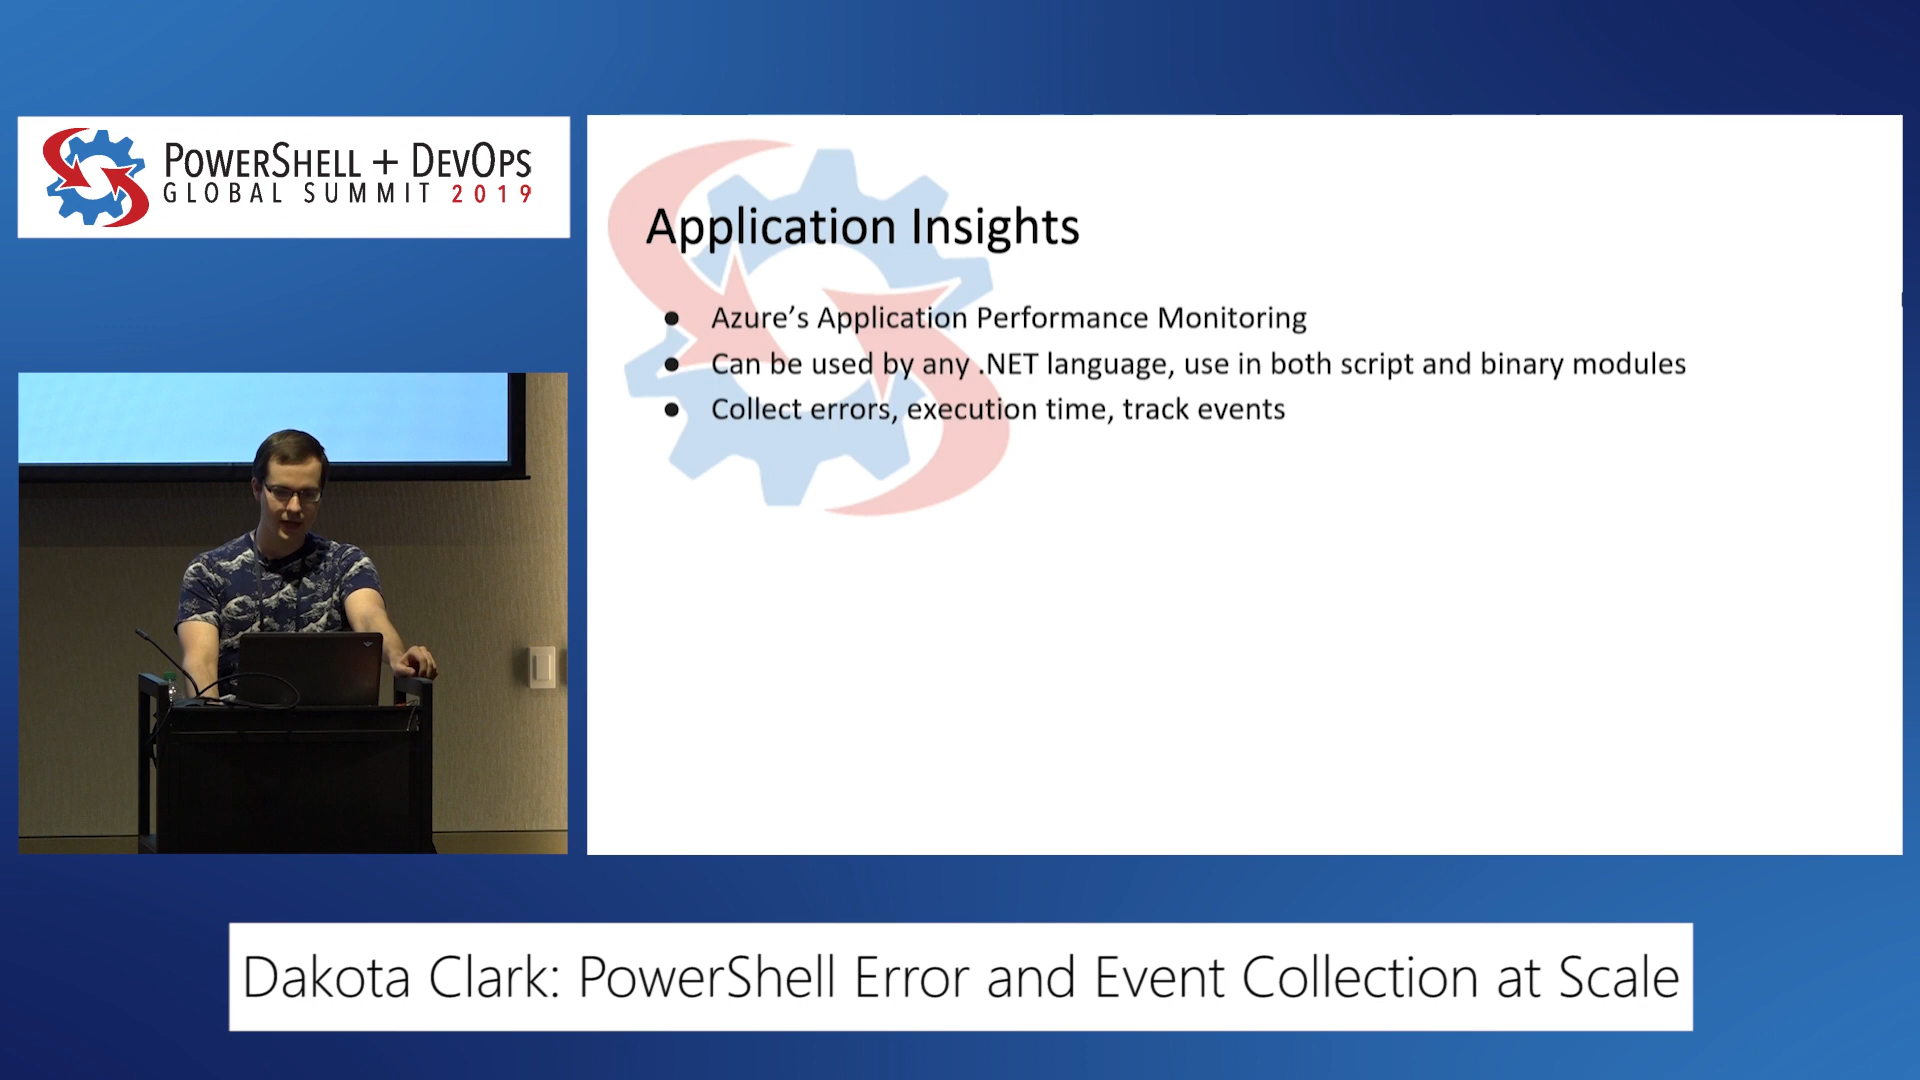 PowerShell + DevOps
Global Summit 2019
Application Insights
● Azure's Application Performance Monitoring
● Can be used by any .NET language, use in both script and binary modules
● Collect errors, execution time, track events
Dakota Clark: PowerShell Error and Event Collection at Scale